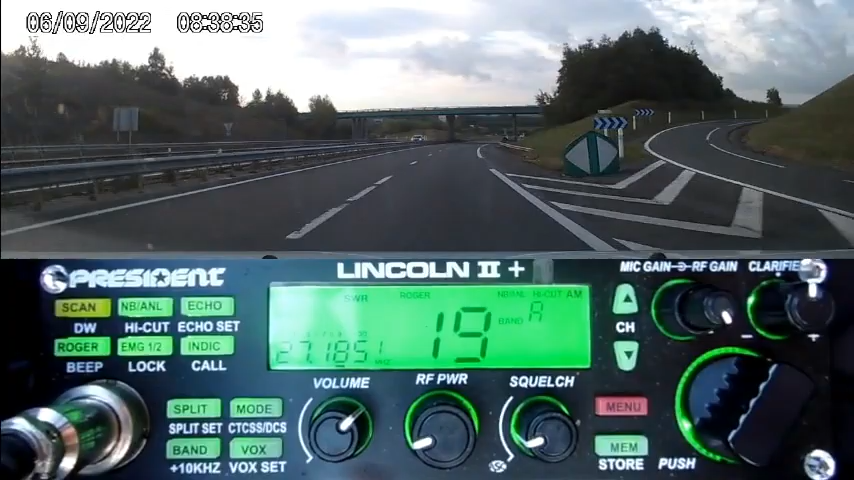 06/09/2022 08:38:35
PRESIDENT LINCOLN II + MIC GAIN RF GAIN CLARIFIER
SCAN NB/ANL ECHO
DW HI-CUT ECHO SET
ROGER EMG 1/2 INDIC
BEEP LOCK CALL
SWR ROGER NB/ANL HI-CUT AM
19 BAND A
27.1851 MHz
CH
- +
VOLUME RF PWR SQUELCH
SPLIT MODE
SPLIT SET CTCSS/DCS
BAND VOX
+10KHZ VOX SET
MENU
MEM
STORE PUSH
PRESIDENT